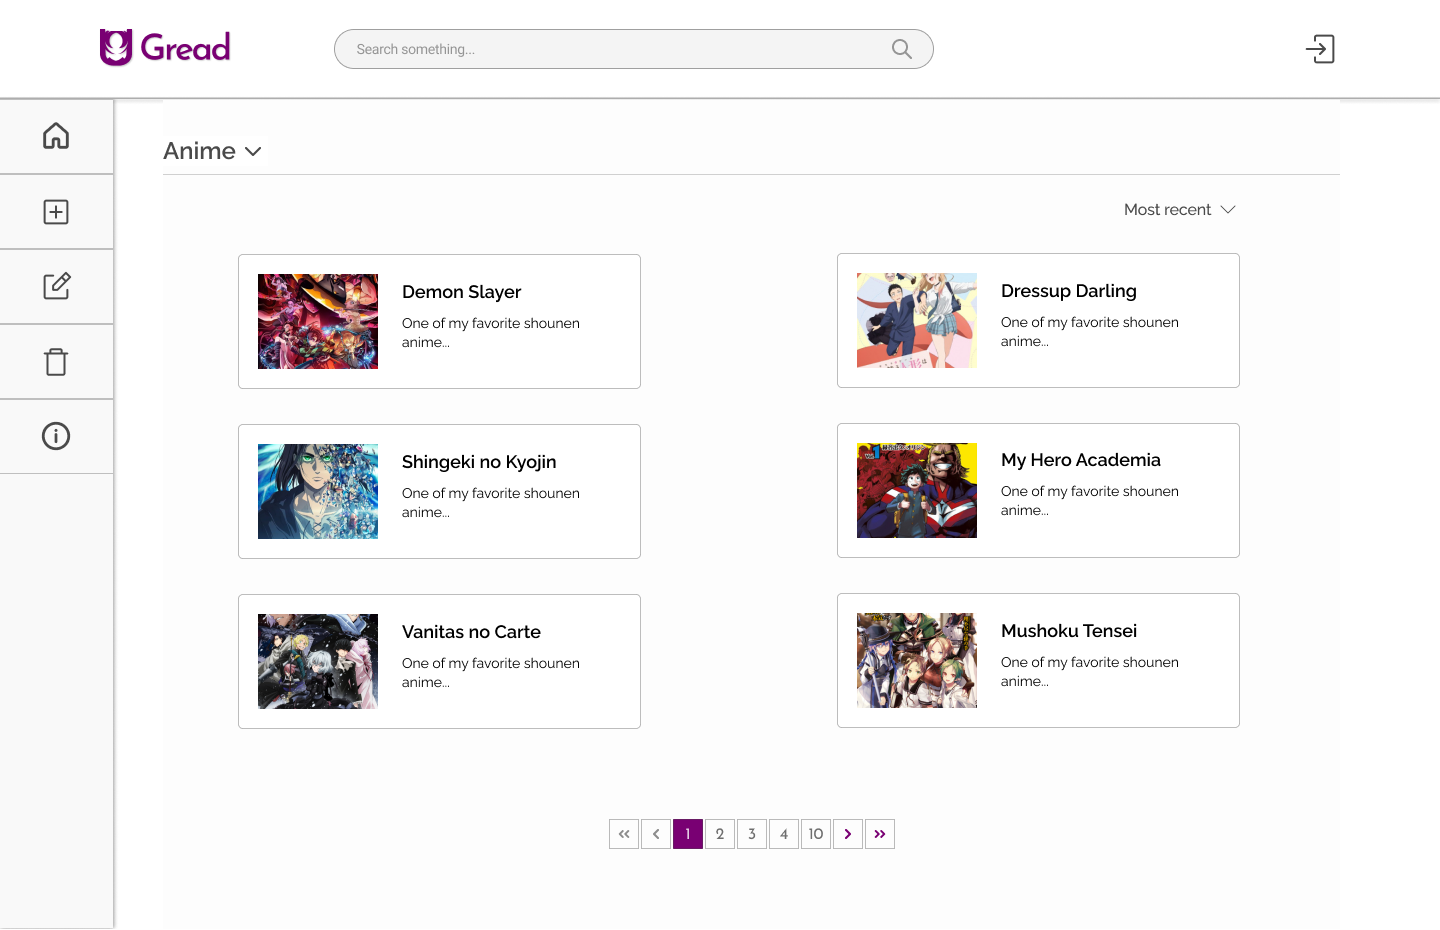 Gread
Search something...
Anime
Most recent
Demon Slayer
One of my favorite shounen
anime...
Dressup Darling
One of my favorite shounen
anime...
Shingeki no Kyojin
One of my favorite shounen
anime...
My Hero Academia
One of my favorite shounen
anime...
Vanitas no Carte
One of my favorite shounen
anime...
Mushoku Tensei
One of my favorite shounen
anime...
« ‹ 1 2 3 4 10 › »